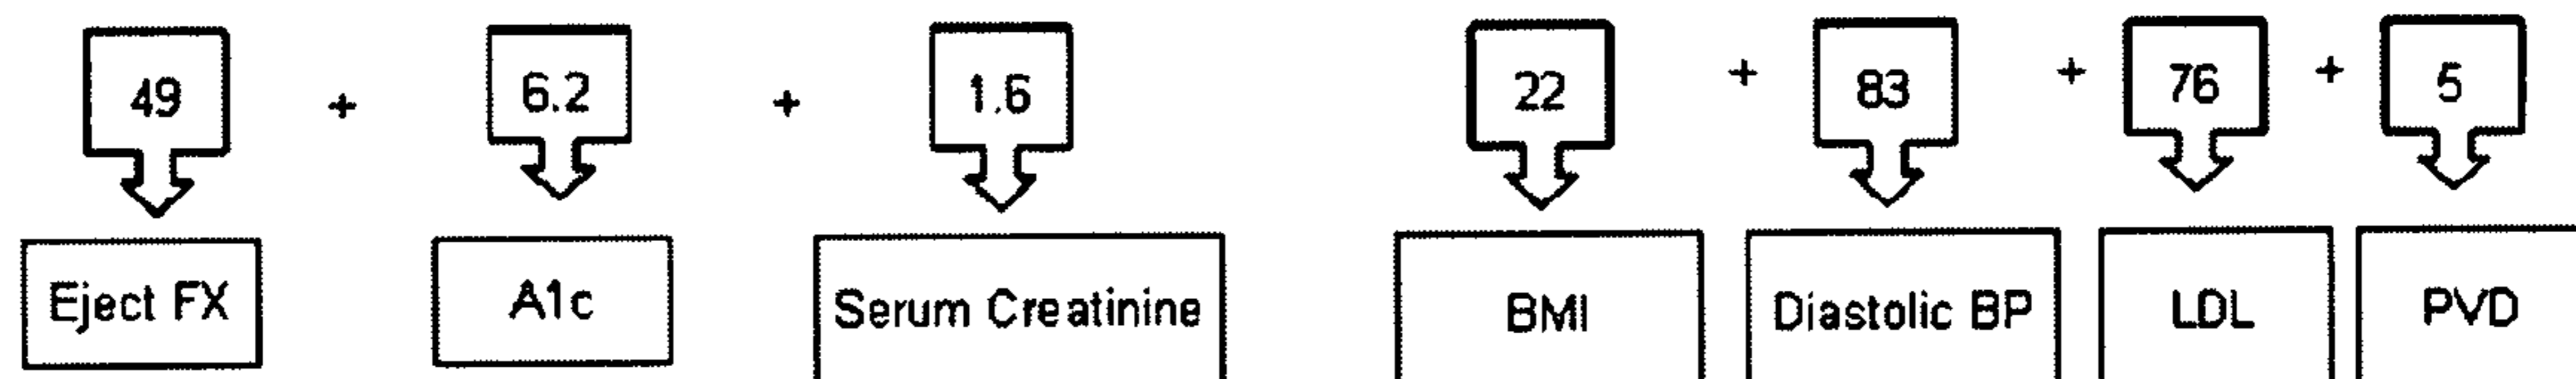 49 + 6.2 + 1.6 22 + 83 + 76 + 5
Eject FX A1c Serum Creatinine BMI Diastolic BP LDL PVD